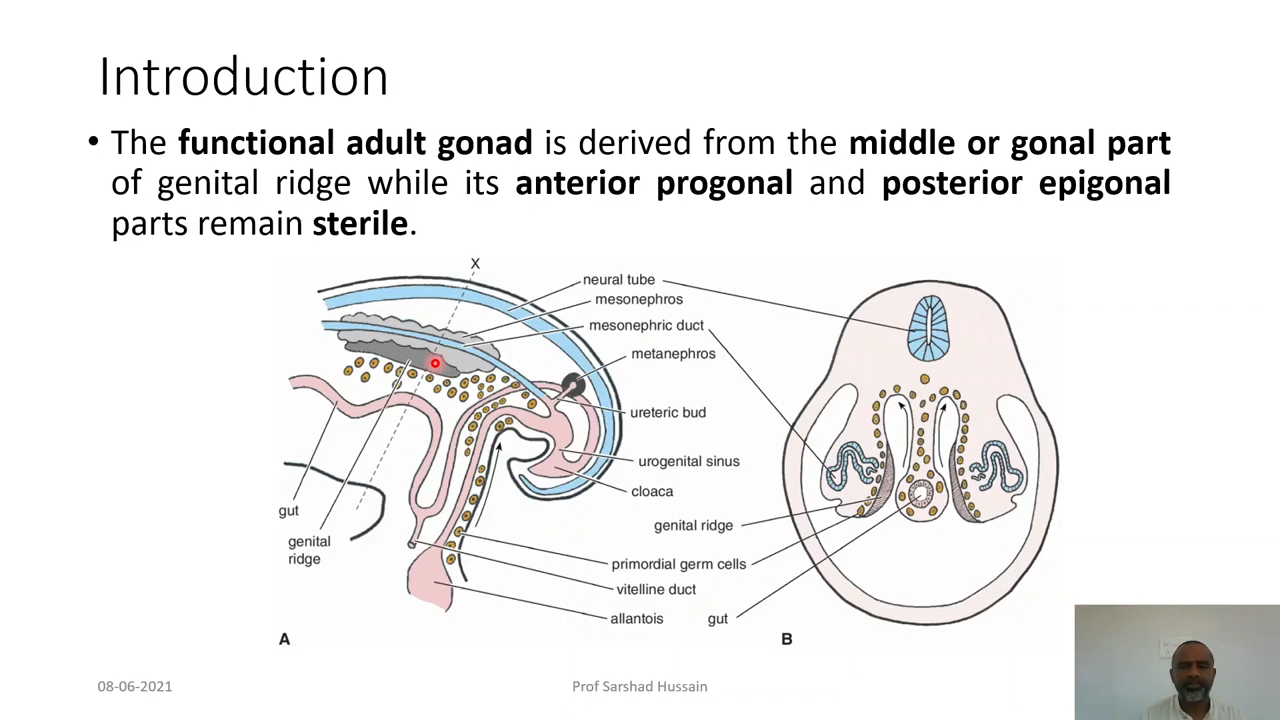 Introduction
• The functional adult gonad is derived from the middle or gonal part
of genital ridge while its anterior progonal and posterior epigonal
parts remain sterile.
X
neural tube
mesonephros
mesonephric duct
metanephros
ureteric bud
urogenital sinus
cloaca
gut
genital ridge
genital
ridge
primordial germ cells
vitelline duct
allantois
gut
A
B
08-06-2021
Prof Sarshad Hussain